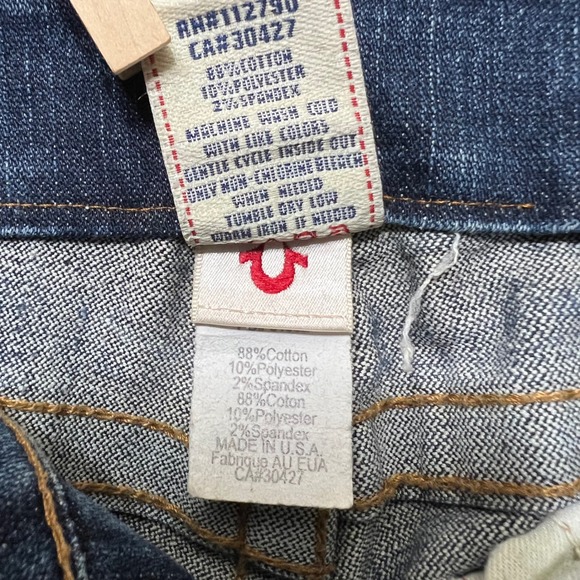 RN#112790
CA#30427
88%COTTON
10%POLYESTER
2%SPANDEX
MACHINE WASH COLD
WITH LIKE COLORS
GENTLE CYCLE INSIDE OUT
ONLY NON-CHLORINE BLEACH
WHEN NEEDED
TUMBLE DRY LOW
WARM IRON IF NEEDED
88%Cotton
10%Polyester
2%Spandex
88%Coton
10%Polyester
2%Spandex
MADE IN U.S.A.
Fabrique AU EUA
CA#30427